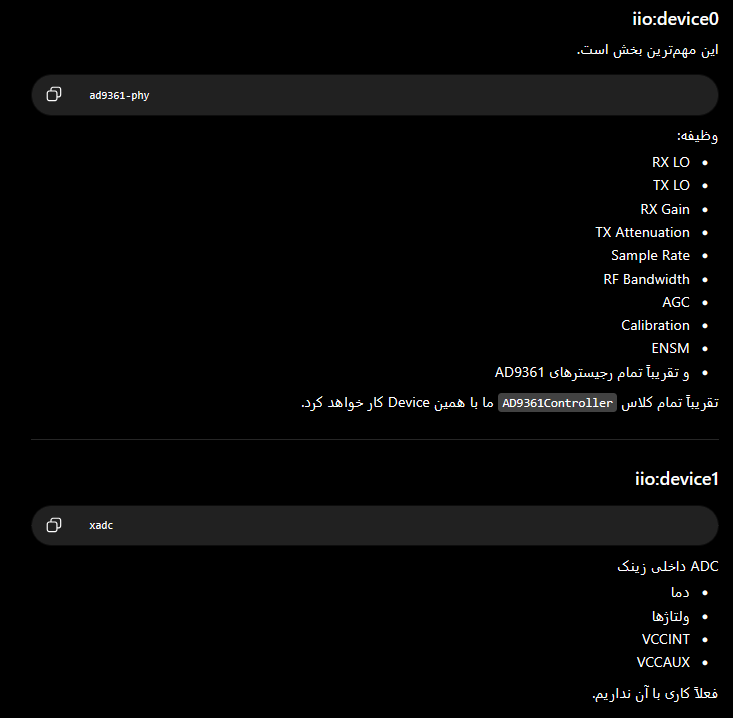 iio:device0
این مهم‌ترین بخش است.
ad9361-phy
وظیفه:
RX LO
TX LO
RX Gain
TX Attenuation
Sample Rate
RF Bandwidth
AGC
Calibration
ENSM
و تقریباً تمام رجیسترهای AD9361
تقریباً تمام کلاس AD9361Controller ما با همین Device کار خواهد کرد.
iio:device1
xadc
ADC داخلی زینک
دما
ولتاژها
VCCINT
VCCAUX
فعلاً کاری با آن نداریم.